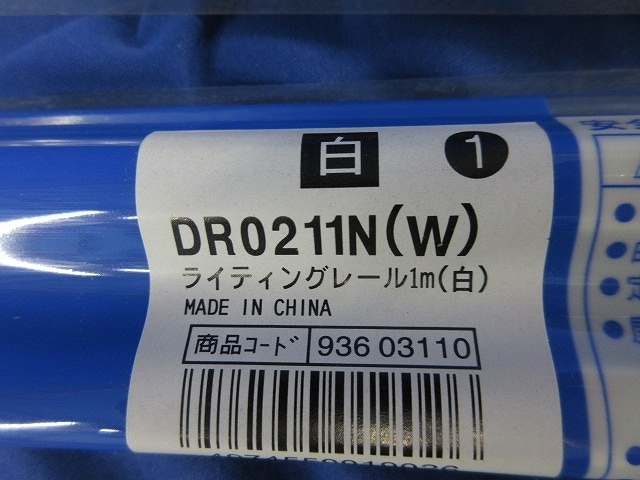 白 1
DR0211N(W)
ライティングレール1m(白)
MADE IN CHINA
商品コード 936 03110
安